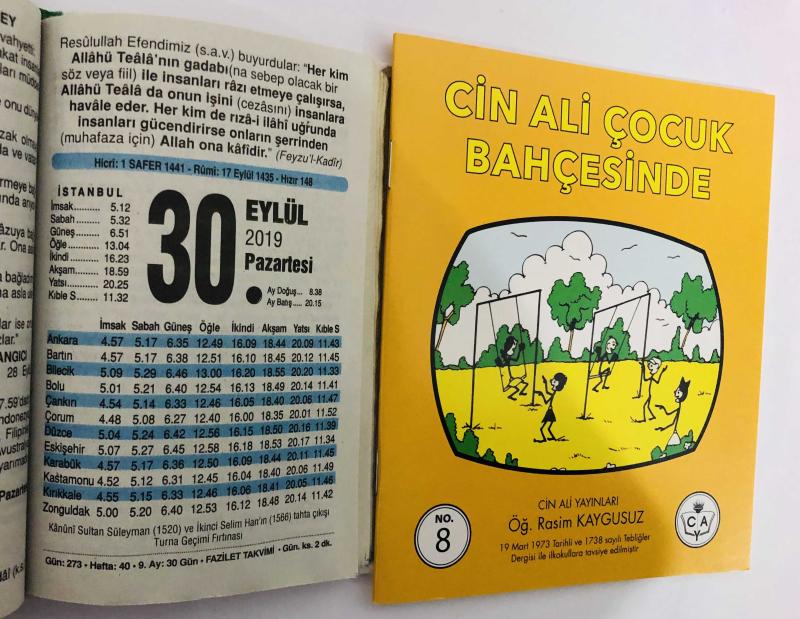 EY
vahyetti:
akat insan
ları müdde
e onu düny
zak olma
da ve vatan
Resûlullah Efendimiz (s.a.v.) buyurdular: "Her kim
Allâhü Teâlâ'nın gadabı(na sebep olacak bir
söz veya fiil) ile insanları râzı etmeye çalışırsa,
Allâhü Teâlâ da onun işini (cezâsını) insanlara
havâle eder. Her kim de rızâ-i ilâhî uğrunda
insanları gücendirirse onların şerrinden
(muhafaza için) Allah ona kâfidir." (Feyzu'l-Kadîr)
Hicrî: 1 SAFER 1441 - Rûmî: 17 Eylül 1435 - Hızır 148
İSTANBUL
İmsak.......... 5.12
Sabah.......... 5.32
Güneş.......... 6.51
Öğle............ 13.04
İkindi........... 16.23
Akşam......... 18.59
Yatsı............ 20.25
Kıble S ........ 11.32
30
EYLÜL
2019
Pazartesi
Ay Doğuş... 8.38
Ay Batış ..... 20.15
İmsak Sabah Güneş Öğle İkindi Akşam Yatsı Kıble S
Ankara 4.57 5.17 6.35 12.49 16.09 18.44 20.09 11.43
Bartın 4.57 5.17 6.38 12.51 16.10 18.45 20.12 11.45
Bilecik 5.09 5.29 6.46 13.00 16.20 18.55 20.20 11.33
Bolu 5.01 5.21 6.40 12.54 16.13 18.49 20.14 11.41
Çankırı 4.54 5.14 6.33 12.46 16.05 18.40 20.06 11.47
Çorum 4.48 5.08 6.27 12.40 16.00 18.35 20.01 11.52
Düzce 5.04 5.24 6.42 12.56 16.15 18.50 20.16 11.39
Eskişehir 5.07 5.27 6.45 12.58 16.18 18.53 20.17 11.34
Karabük 4.57 5.17 6.36 12.50 16.09 18.44 20.11 11.45
Kaştamonu 4.52 5.12 6.31 12.45 16.04 18.40 20.06 11.49
Kırıkkale 4.55 5.15 6.33 12.46 16.06 18.41 20.05 11.46
Zonguldak 5.00 5.20 6.40 12.53 16.12 18.48 20.14 11.42
Kânûnî Sultan Süleyman (1520) ve İkinci Selim Han'ın (1566) tahta çıkışı
Turna Geçimi Fırtınası
Gün: 273 • Hafta: 40 • 9. Ay: 30 Gün • FAZİLET TAKVİMİ • Gün. ks. 2 dk.
CİN ALİ ÇOCUK
BAHÇESİNDE
CİN ALİ YAYINLARI
Öğ. Rasim KAYGUSUZ
19 Mart 1973 Tarihli ve 1738 sayılı Tebliğler
Dergisi ile ilkokullara tavsiye edilmiştir
NO.
8
C A
Y